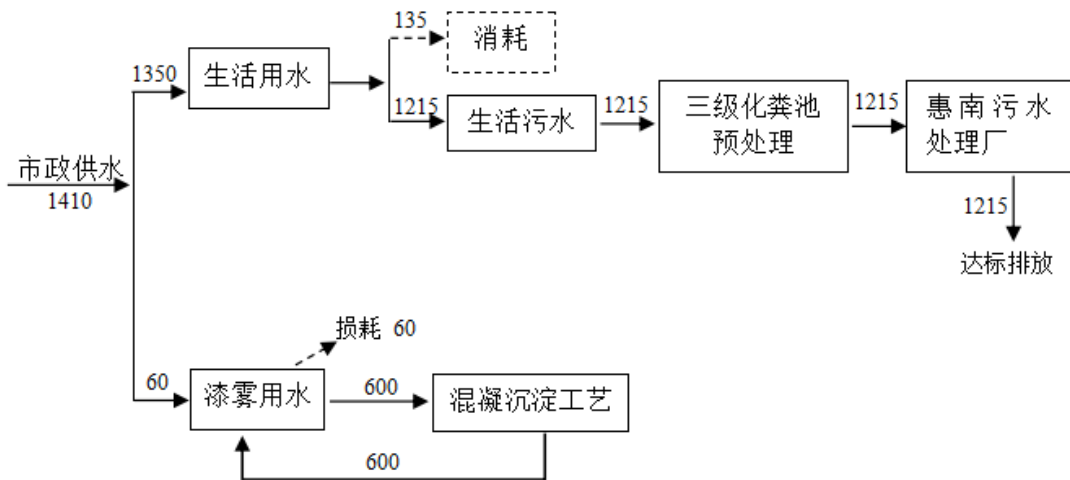 135
消耗
1350
生活用水
1215
生活污水
1215
三级化粪池
预处理
1215
惠南污水
处理厂
市政供水
1410
1215
达标排放
损耗 60
60
漆雾用水
600
混凝沉淀工艺
600